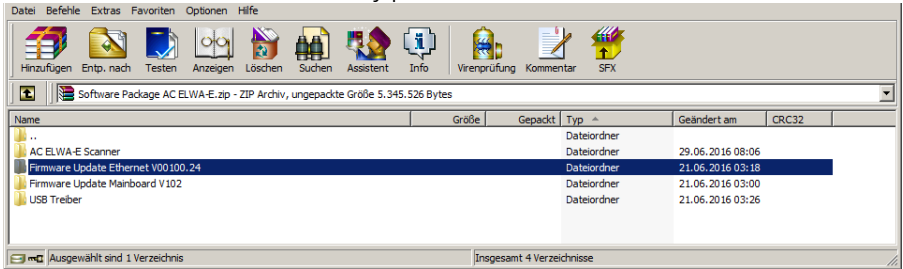 Datei Befehle Extras Favoriten Optionen Hilfe
Hinzufügen Entp. nach Testen Anzeigen Löschen Suchen Assistent Info Virenprüfung Kommentar SFX
Software Package AC ELWA-E.zip - ZIP Archiv, ungepackte Größe 5.345.526 Bytes
Name Größe Gepackt Typ Geändert am CRC32
.. Dateiordner
AC ELWA-E Scanner Dateiordner 29.06.2016 08:06
Firmware Update Ethernet V00100.24 Dateiordner 21.06.2016 03:18
Firmware Update Mainboard V102 Dateiordner 21.06.2016 03:00
USB Treiber Dateiordner 21.06.2016 03:26
Ausgewählt sind 1 Verzeichnis Insgesamt 4 Verzeichnisse